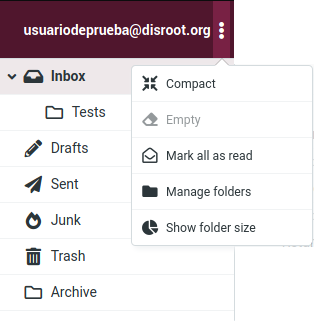 usuariodeprueba@disroot.org
Inbox
Tests
Drafts
Sent
Junk
Trash
Archive
Compact
Empty
Mark all as read
Manage folders
Show folder size